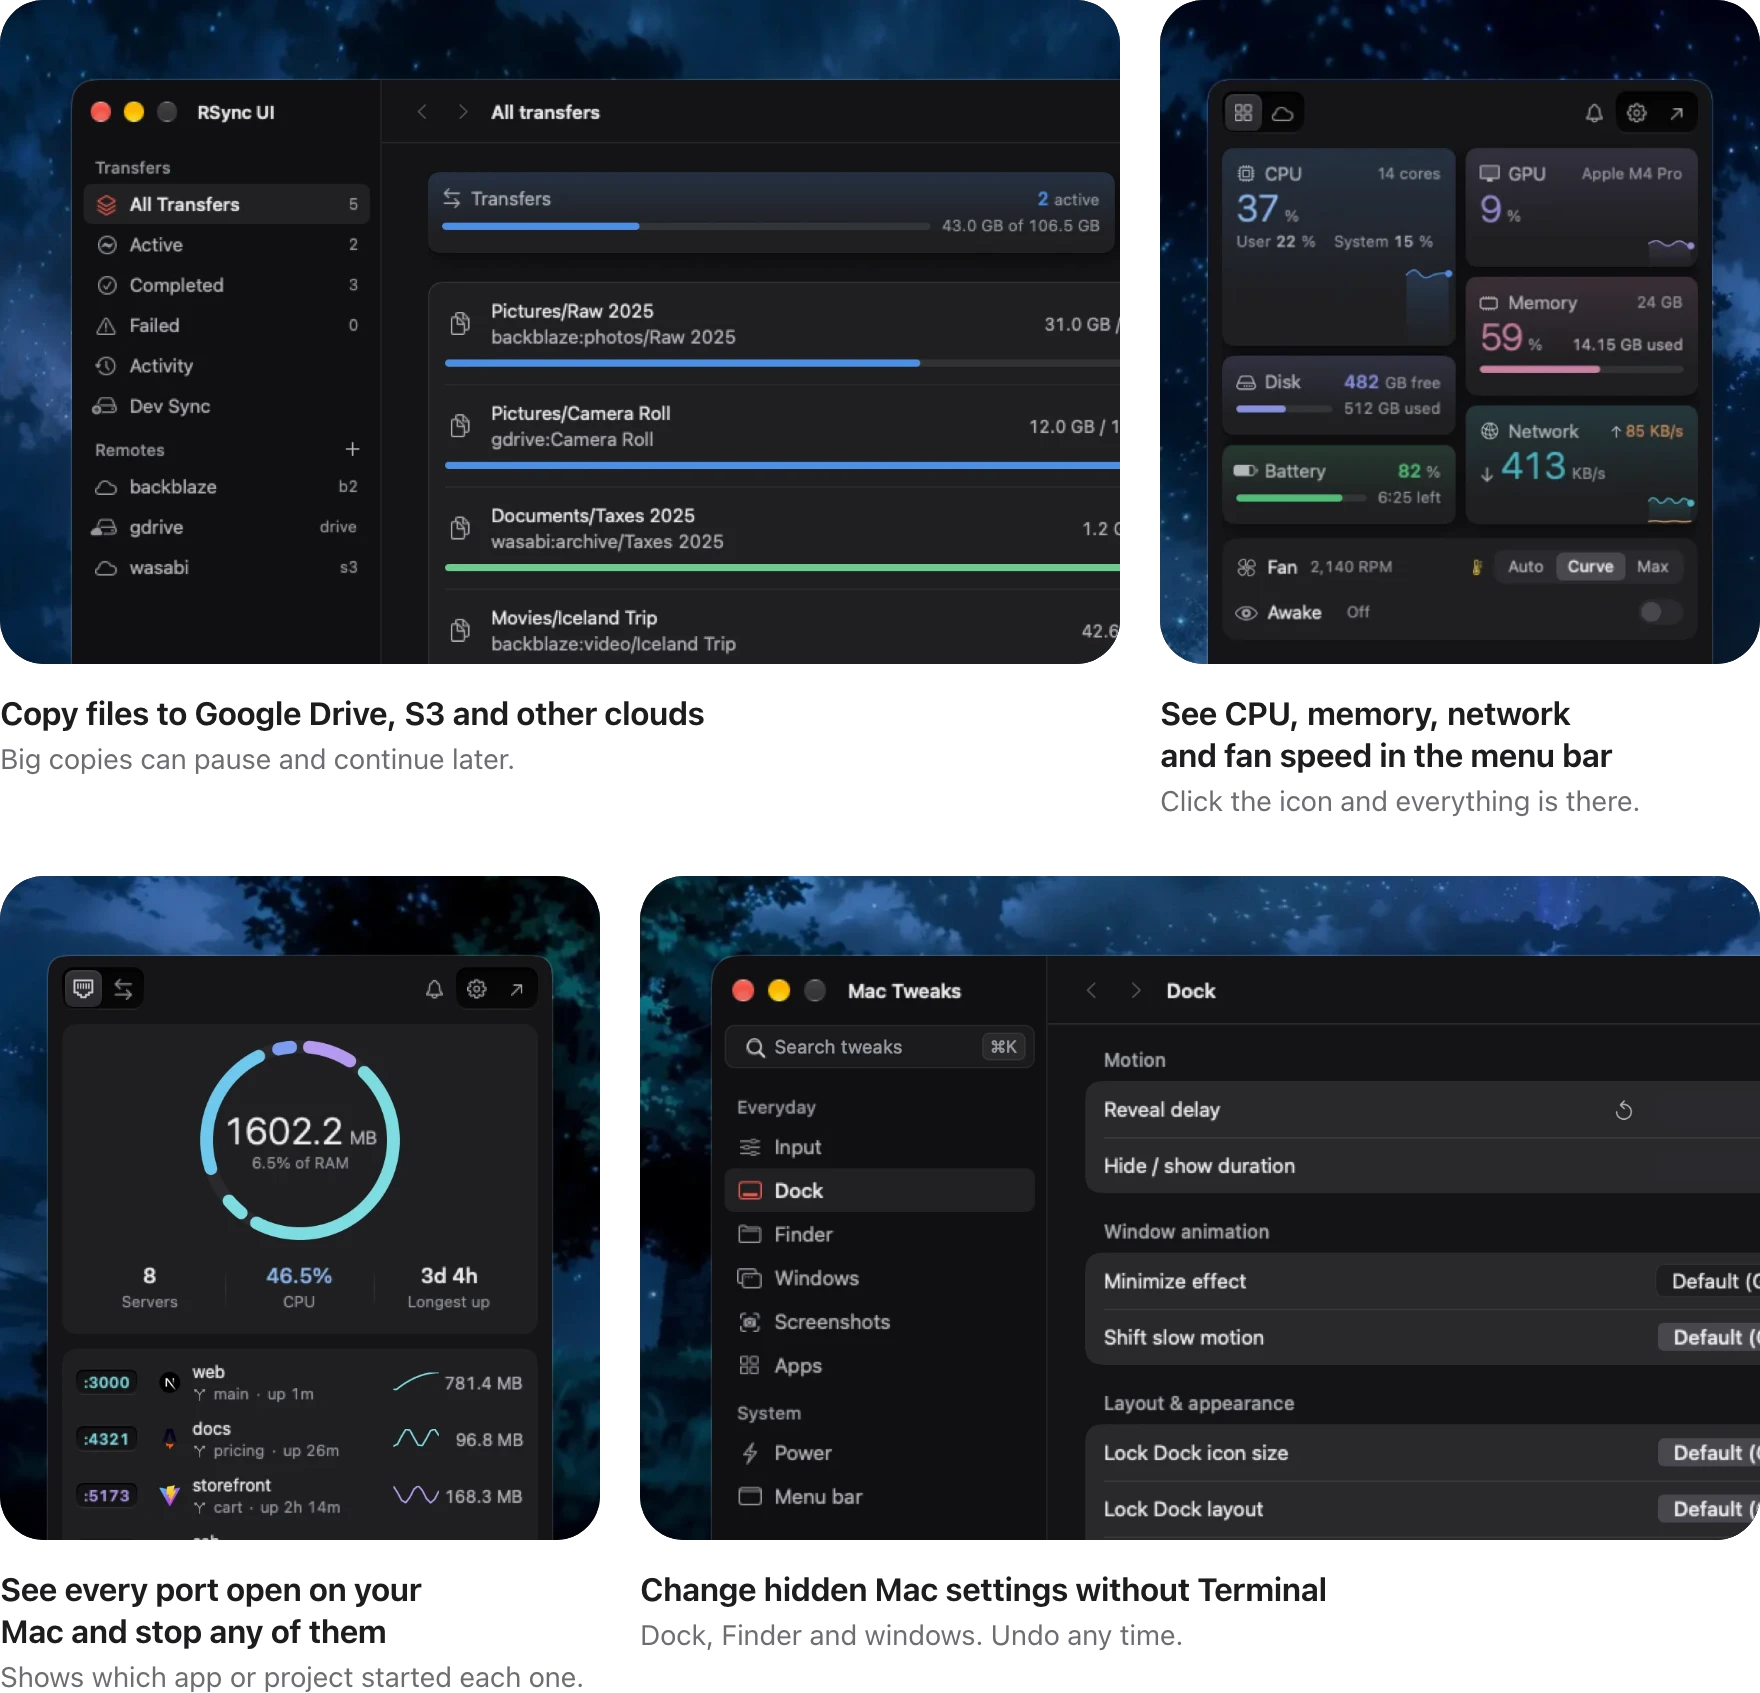 RSync UI
Transfers
All Transfers 5
Active 2
Completed 3
Failed 0
Activity
Dev Sync
Remotes +
backblaze b2
gdrive drive
wasabi s3
All transfers
Transfers 2 active
43.0 GB of 106.5 GB
Pictures/Raw 2025
backblaze:photos/Raw 2025
31.0 GB /
Pictures/Camera Roll
gdrive:Camera Roll
12.0 GB / 1
Documents/Taxes 2025
wasabi:archive/Taxes 2025
1.2 G
Movies/Iceland Trip
backblaze:video/Iceland Trip
42.6
Copy files to Google Drive, S3 and other clouds
Big copies can pause and continue later.
CPU 14 cores
37 %
User 22 % System 15 %
GPU Apple M4 Pro
9 %
Memory 24 GB
59 % 14.15 GB used
Disk 482 GB free
512 GB used
Network ↑ 85 KB/s
↓ 413 KB/s
Battery 82 %
6:25 left
Fan 2,140 RPM Auto Curve Max
Awake Off
See CPU, memory, network
and fan speed in the menu bar
Click the icon and everything is there.
1602.2 MB
6.5% of RAM
8 46.5% 3d 4h
Servers CPU Longest up
:3000 web 781.4 MB
main · up 1m
:4321 docs 96.8 MB
pricing · up 26m
:5173 storefront 168.3 MB
cart · up 2h 14m
See every port open on your
Mac and stop any of them
Shows which app or project started each one.
Mac Tweaks
Search tweaks ⌘K
Everyday
Input
Dock
Finder
Windows
Screenshots
Apps
System
Power
Menu bar
Dock
Motion
Reveal delay
Hide / show duration
Window animation
Minimize effect Default (
Shift slow motion Default (
Layout & appearance
Lock Dock icon size Default (
Lock Dock layout Default (
Change hidden Mac settings without Terminal
Dock, Finder and windows. Undo any time.